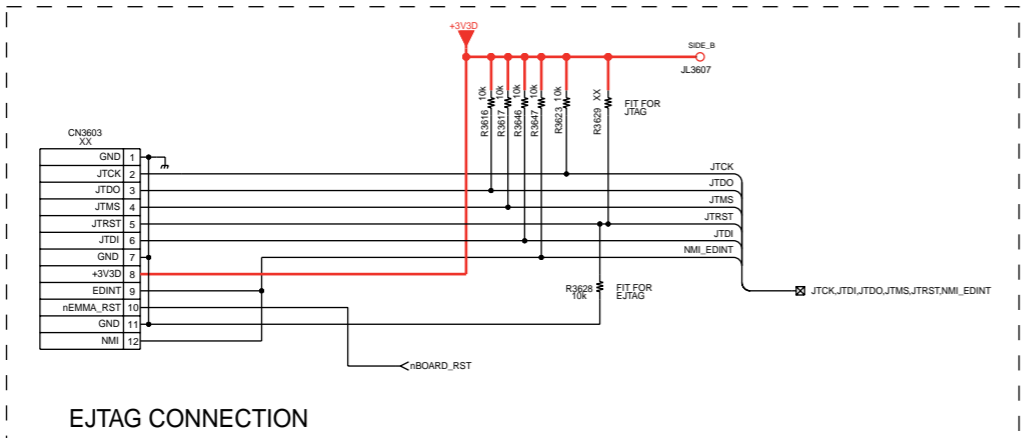 +3V3D
SIDE_B
JL3607
R3616 10k
R3617 10k
R3646 10k
R3647 10k
R3623 10k
R3629 XX
FIT FOR
JTAG
CN3603
XX
GND 1
JTCK 2
JTDO 3
JTMS 4
JTRST 5
JTDI 6
GND 7
+3V3D 8
EDINT 9
nEMMA_RST 10
GND 11
NMI 12
JTCK
JTDO
JTMS
JTRST
JTDI
NMI_EDINT
R3628
10k
FIT FOR
EJTAG
JTCK,JTDI,JTDO,JTMS,JTRST,NMI_EDINT
nBOARD_RST
EJTAG CONNECTION